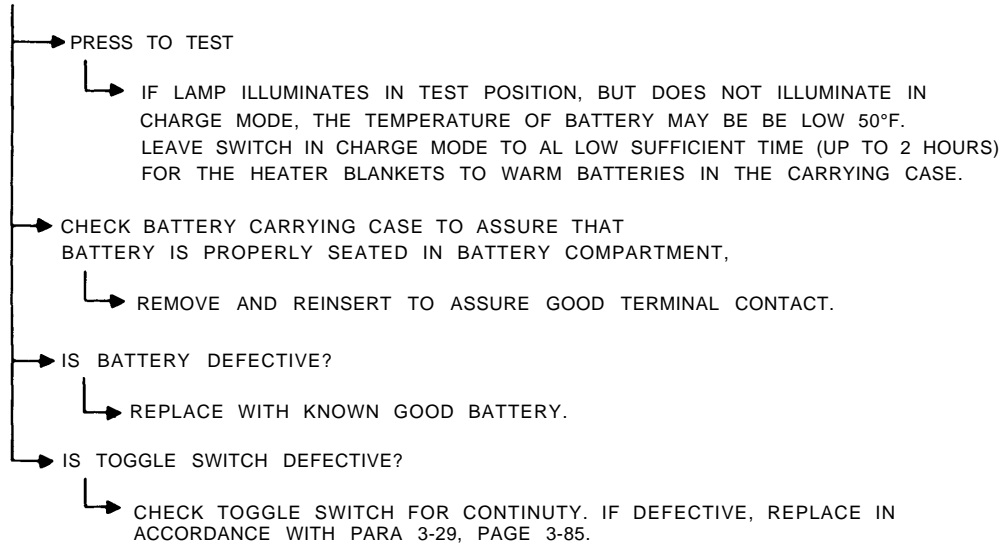 PRESS TO TEST
IF LAMP ILLUMINATES IN TEST POSITION, BUT DOES NOT ILLUMINATE IN
CHARGE MODE, THE TEMPERATURE OF BATTERY MAY BE BE LOW 50°F.
LEAVE SWITCH IN CHARGE MODE TO AL LOW SUFFICIENT TIME (UP TO 2 HOURS)
FOR THE HEATER BLANKETS TO WARM BATTERIES IN THE CARRYING CASE.
CHECK BATTERY CARRYING CASE TO ASSURE THAT
BATTERY IS PROPERLY SEATED IN BATTERY COMPARTMENT,
REMOVE AND REINSERT TO ASSURE GOOD TERMINAL CONTACT.
IS BATTERY DEFECTIVE?
REPLACE WITH KNOWN GOOD BATTERY.
IS TOGGLE SWITCH DEFECTIVE?
CHECK TOGGLE SWITCH FOR CONTINUTY. IF DEFECTIVE, REPLACE IN
ACCORDANCE WITH PARA 3-29, PAGE 3-85.